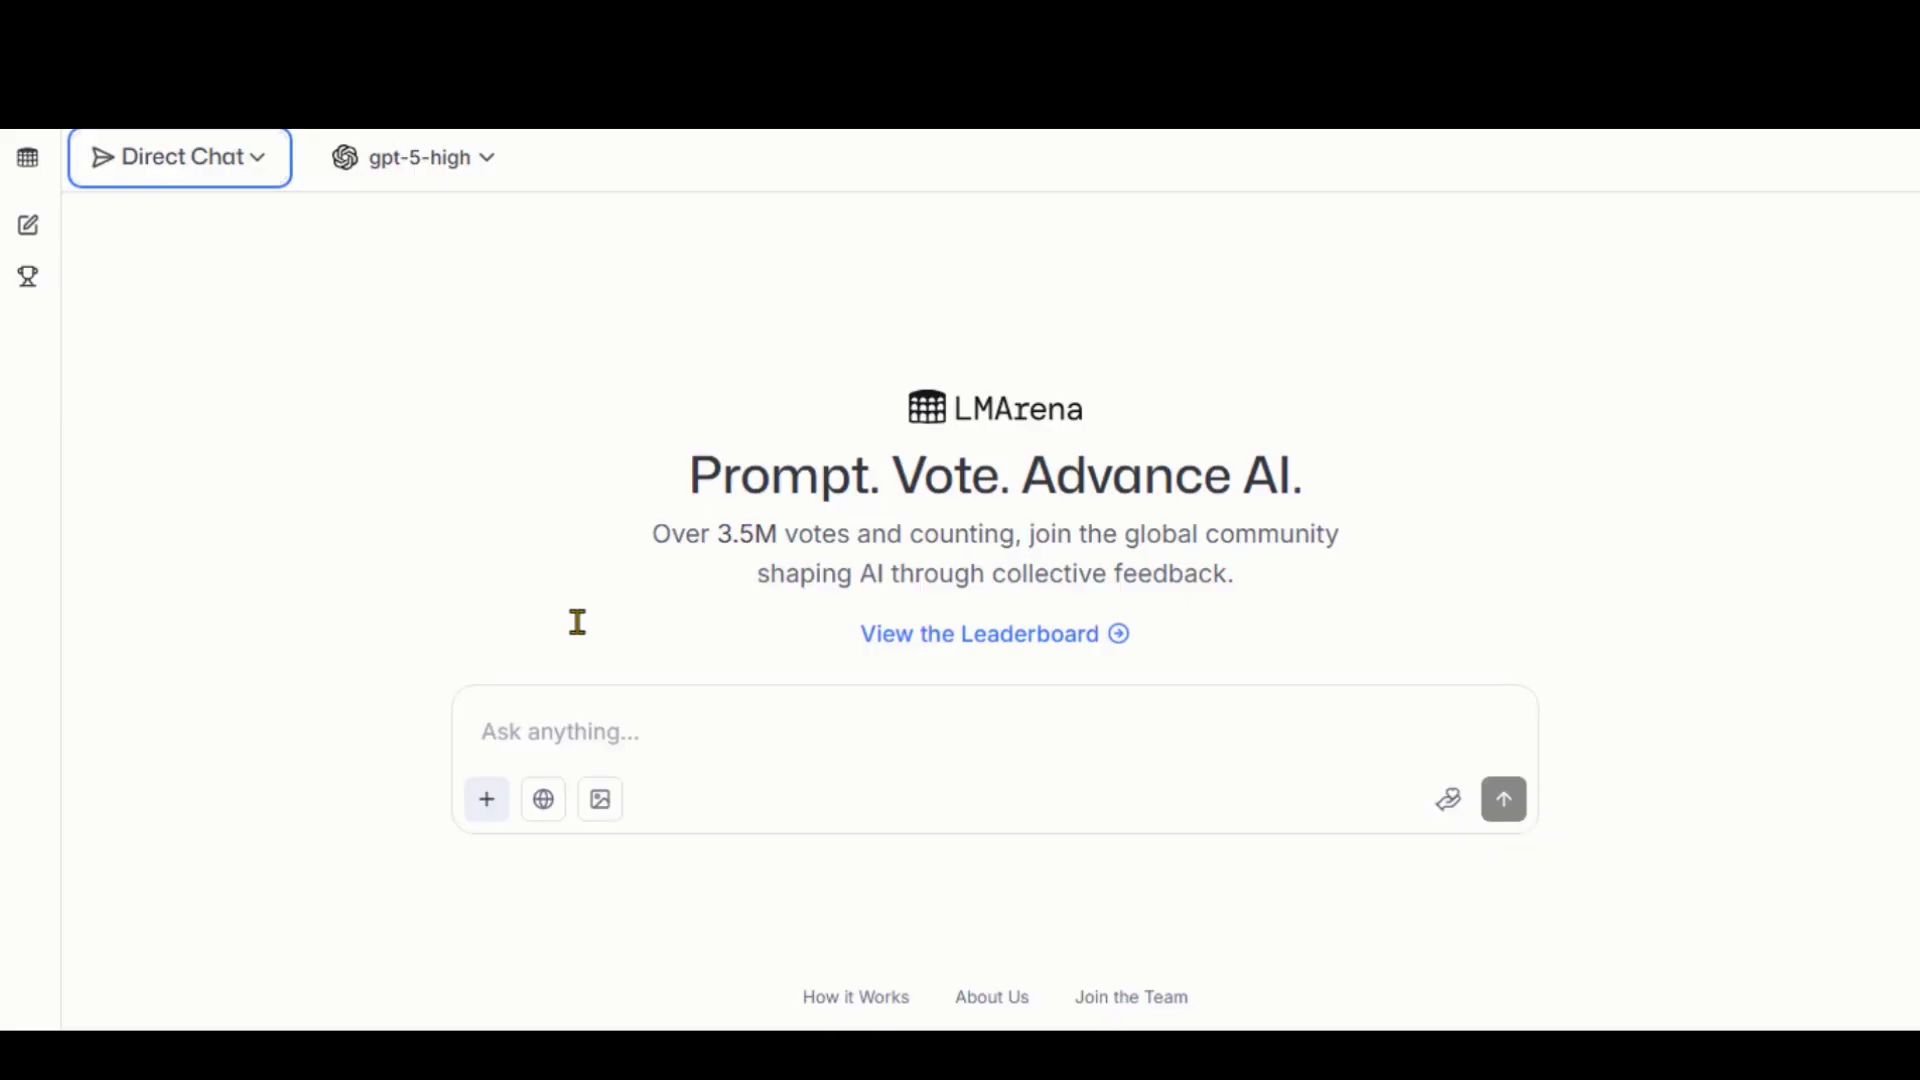 Direct Chat
gpt-5-high
LMArena
Prompt. Vote. Advance AI.
Over 3.5M votes and counting, join the global community
shaping AI through collective feedback.
View the Leaderboard
Ask anything...
How it Works
About Us
Join the Team